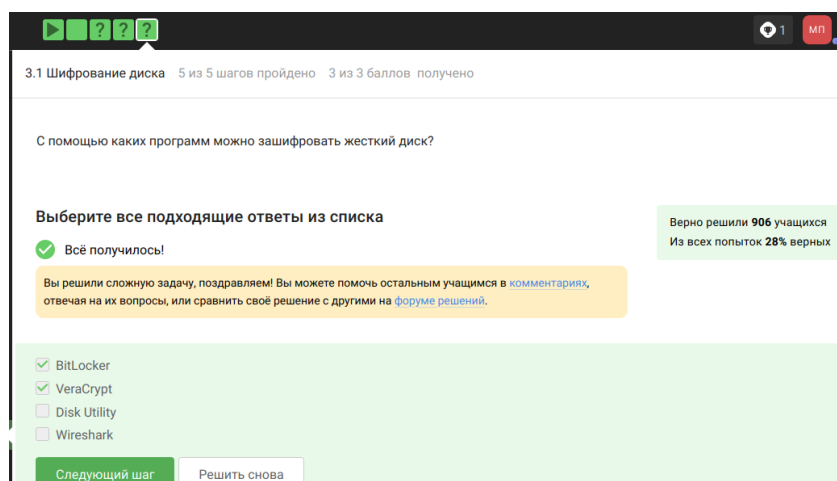 ? ? ?
1
МП
3.1 Шифрование диска 5 из 5 шагов пройдено 3 из 3 баллов получено
С помощью каких программ можно зашифровать жесткий диск?
Выберите все подходящие ответы из списка
Верно решили 906 учащихся
Из всех попыток 28% верных
Всё получилось!
Вы решили сложную задачу, поздравляем! Вы можете помочь остальным учащимся в комментариях,
отвечая на их вопросы, или сравнить своё решение с другими на форуме решений.
BitLocker
VeraCrypt
Disk Utility
Wireshark
Следующий шаг
Решить снова